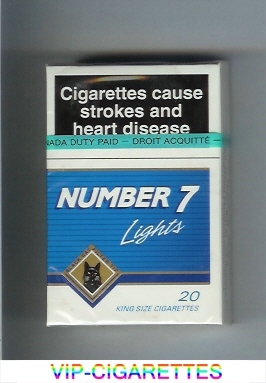 Cigarettes cause
strokes and
heart disease
NADA DUTY PAID — DROIT ACQUITTÉ —
NUMBER 7
Lights
20
KING SIZE CIGARETTES
VIP-CIGARETTES